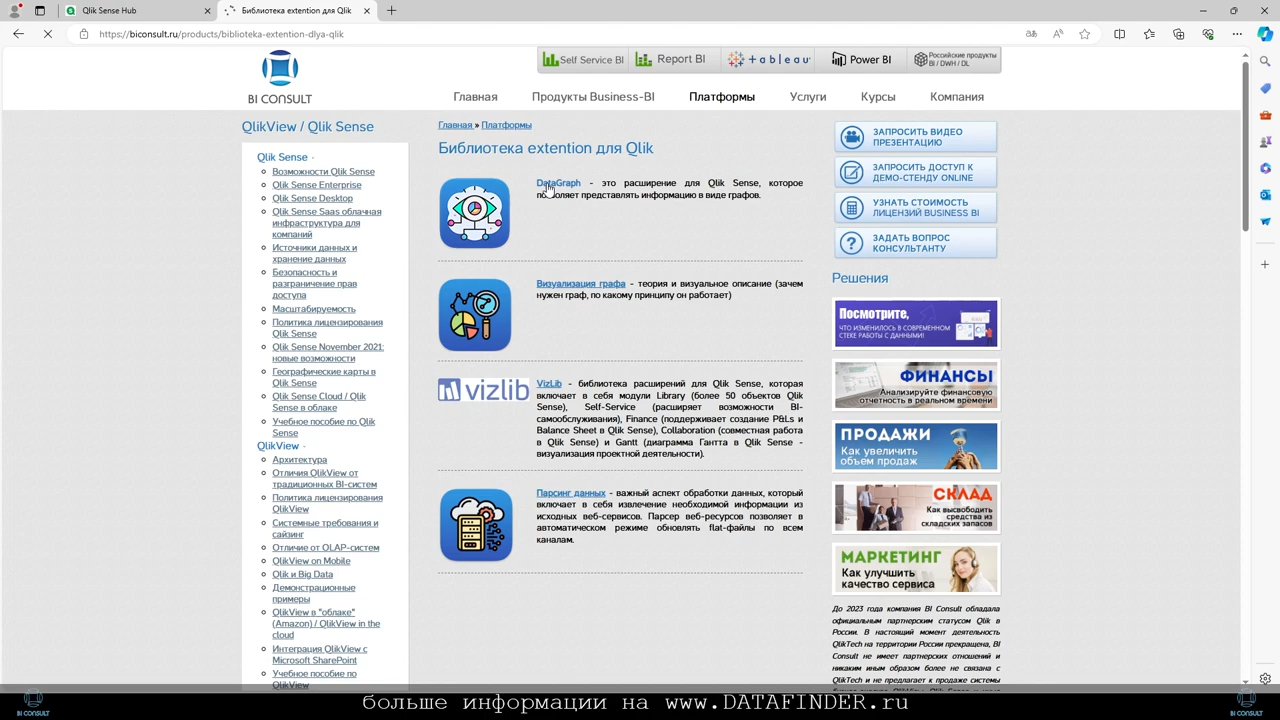 Qlik Sense Hub
Библиотека extention для Qlik
https://biconsult.ru/products/biblioteka-extention-dlya-qlik
BI CONSULT
Self Service BI
Report BI
+ a b l e a u
Power BI
Российские продукты
BI / DWH / DL
Главная
Продукты Business-BI
Платформы
Услуги
Курсы
Компания
QlikView / Qlik Sense
Qlik Sense
Возможности Qlik Sense
Qlik Sense Enterprise
Qlik Sense Desktop
Qlik Sense Saas облачная
инфраструктура для
компаний
Источники данных и
хранение данных
Безопасность и
разграничение прав
доступа
Масштабируемость
Политика лицензирования
Qlik Sense
Qlik Sense November 2021:
новые возможности
Географические карты в
Qlik Sense
Qlik Sense Cloud / Qlik
Sense в облаке
Учебное пособие по Qlik
Sense
QlikView
Архитектура
Отличия QlikView от
традиционных BI-систем
Политика лицензирования
QlikView
Системные требования и
сайзинг
Отличие от OLAP-систем
QlikView on Mobile
Qlik и Big Data
Демонстрационные
примеры
QlikView в "облаке"
(Amazon) / QlikView in the
cloud
Интеграция QlikView с
Microsoft SharePoint
Учебное пособие по
QlikView
Главная » Платформы
Библиотека extention для Qlik
DataGraph - это расширение для Qlik Sense, которое
позволяет представлять информацию в виде графов.
Визуализация графа - теория и визуальное описание (зачем
нужен граф, по какому принципу он работает)
vizlib
VizLib - библиотека расширений для Qlik Sense, которая
включает в себя модули Library (более 50 объектов Qlik
Sense), Self-Service (расширяет возможности BI-
самообслуживания), Finance (поддерживает создание P&Ls и
Balance Sheet в Qlik Sense), Collaboration (совместная работа
в Qlik Sense) и Gantt (диаграмма Гантта в Qlik Sense -
визуализация проектной деятельности).
Парсинг данных - важный аспект обработки данных, который
включает в себя извлечение необходимой информации из
исходных веб-сервисов. Парсер веб-ресурсов позволяет в
автоматическом режиме обновлять flat-файлы по всем
каналам.
ЗАПРОСИТЬ ВИДЕО
ПРЕЗЕНТАЦИЮ
ЗАПРОСИТЬ ДОСТУП К
ДЕМО-СТЕНДУ ONLINE
УЗНАТЬ СТОИМОСТЬ
ЛИЦЕНЗИЙ BUSINESS BI
ЗАДАТЬ ВОПРОС
КОНСУЛЬТАНТУ
Решения
Посмотрите,
ЧТО ИЗМЕНИЛОСЬ В СОВРЕМЕННОМ
СТЕКЕ РАБОТЫ С ДАННЫМИ!
ФИНАНСЫ
Анализируйте финансовую
отчетность в реальном времени
ПРОДАЖИ
Как увеличить
объем продаж
СКЛАД
Как высвободить
средства из
складских запасов
МАРКЕТИНГ
Как улучшить
качество сервиса
До 2023 года компания BI Consult обладала
официальным партнерским статусом Qlik в
России. В настоящий момент деятельность
QlikTech на территории России прекращена, BI
Consult не имеет партнерских отношений и
никаким иным образом более не связана с
QlikTech и не предлагает к продаже системы
BI CONSULT
больше информации на www.DATAFINDER.ru
BI CONSULT